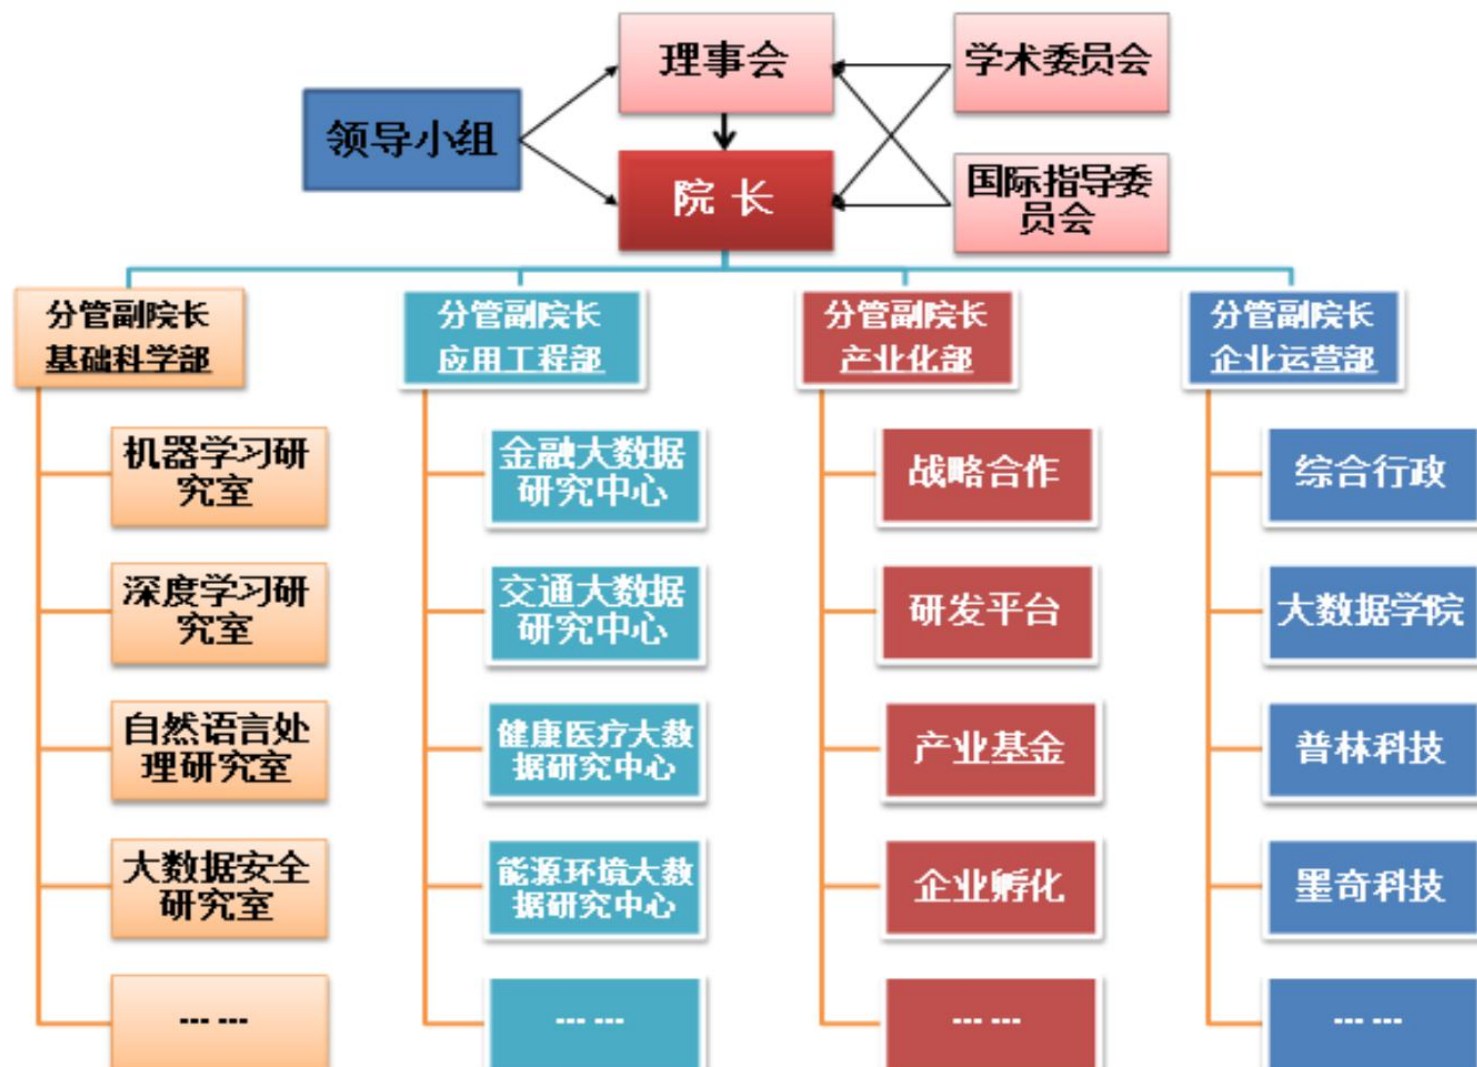 理事会
学术委员会
领导小组
院 长
国际指导委
员会
分管副院长
基础科学部
分管副院长
应用工程部
分管副院长
产业化部
分管副院长
企业运营部
机器学习研
究室
金融大数据
研究中心
战略合作
综合行政
深度学习研
究室
交通大数据
研究中心
研发平台
大数据学院
自然语言处
理研究室
健康医疗大数
据研究中心
产业基金
普林科技
大数据安全
研究室
能源环境大数
据研究中心
企业孵化
墨奇科技
--- ---
--- ---
--- ---
--- ---